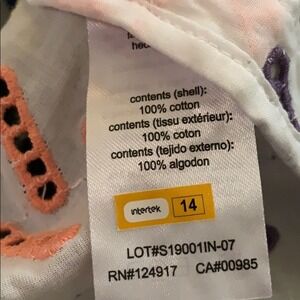 contents (shell):
100% cotton
contents (tissu extérieur):
100% coton
contents (tejido externo):
100% algodon
intertek 14
LOT#S19001IN-07
RN#124917 CA#00985